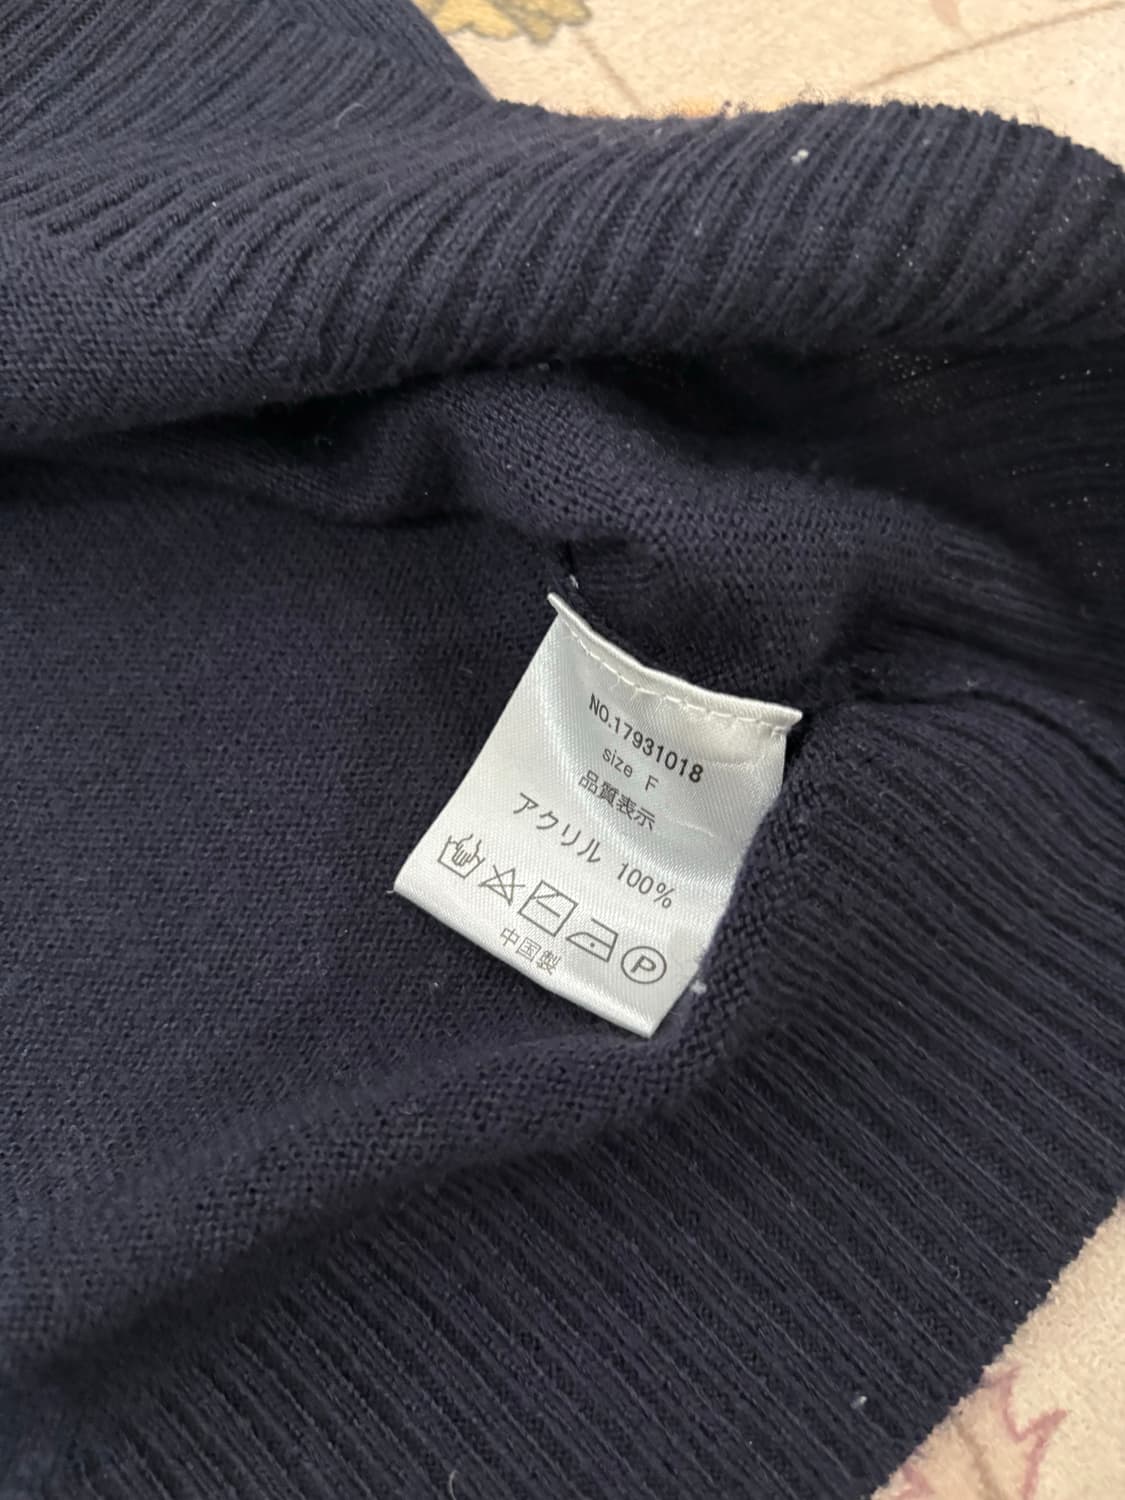 NO.17931018
size F
品質表示
アクリル 100%
P
中国製